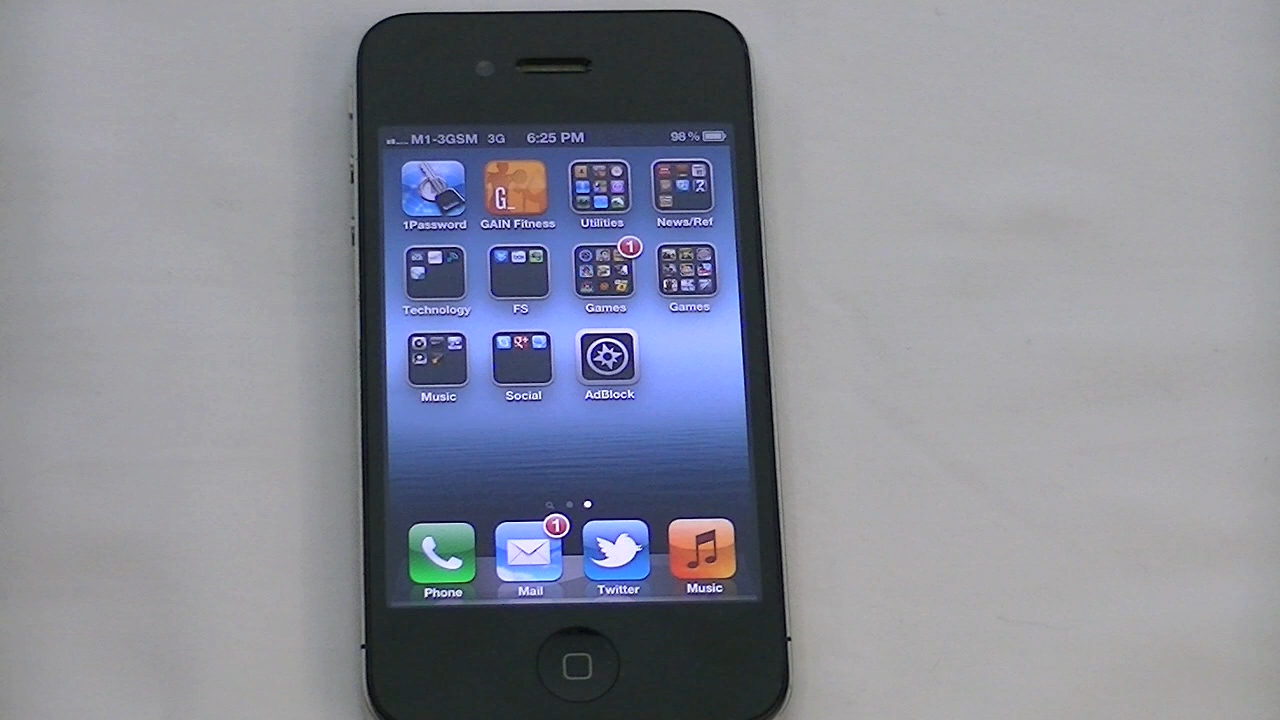 M1-3GSM 3G 6:25 PM 98%
1Password GAIN Fitness Utilities News/Ref
G_
1
Technology FS Games Games
Music Social AdBlock
1
Phone Mail Twitter Music